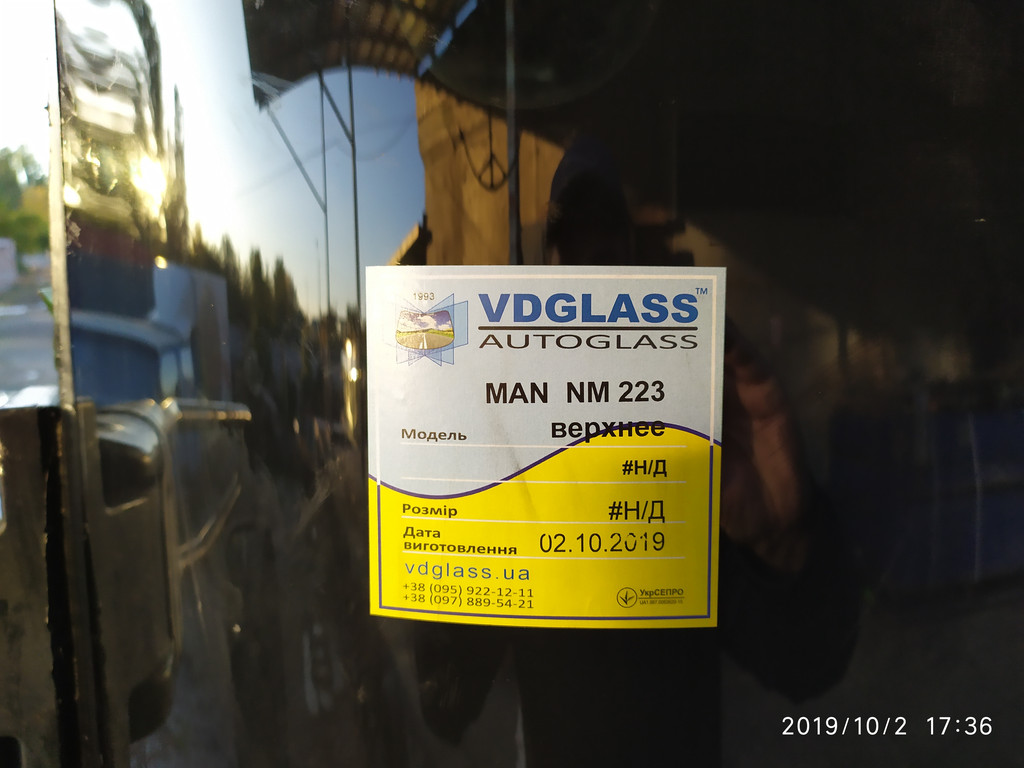 1993
VDGLASS™
AUTOGLASS
MAN NM 223
Модель верхнее
#Н/Д
Розмір #Н/Д
Дата
виготовлення 02.10.2019
vdglass.ua
+38 (095) 922-12-11
+38 (097) 889-54-21
УкрСЕПРО
2019/10/2 17:36